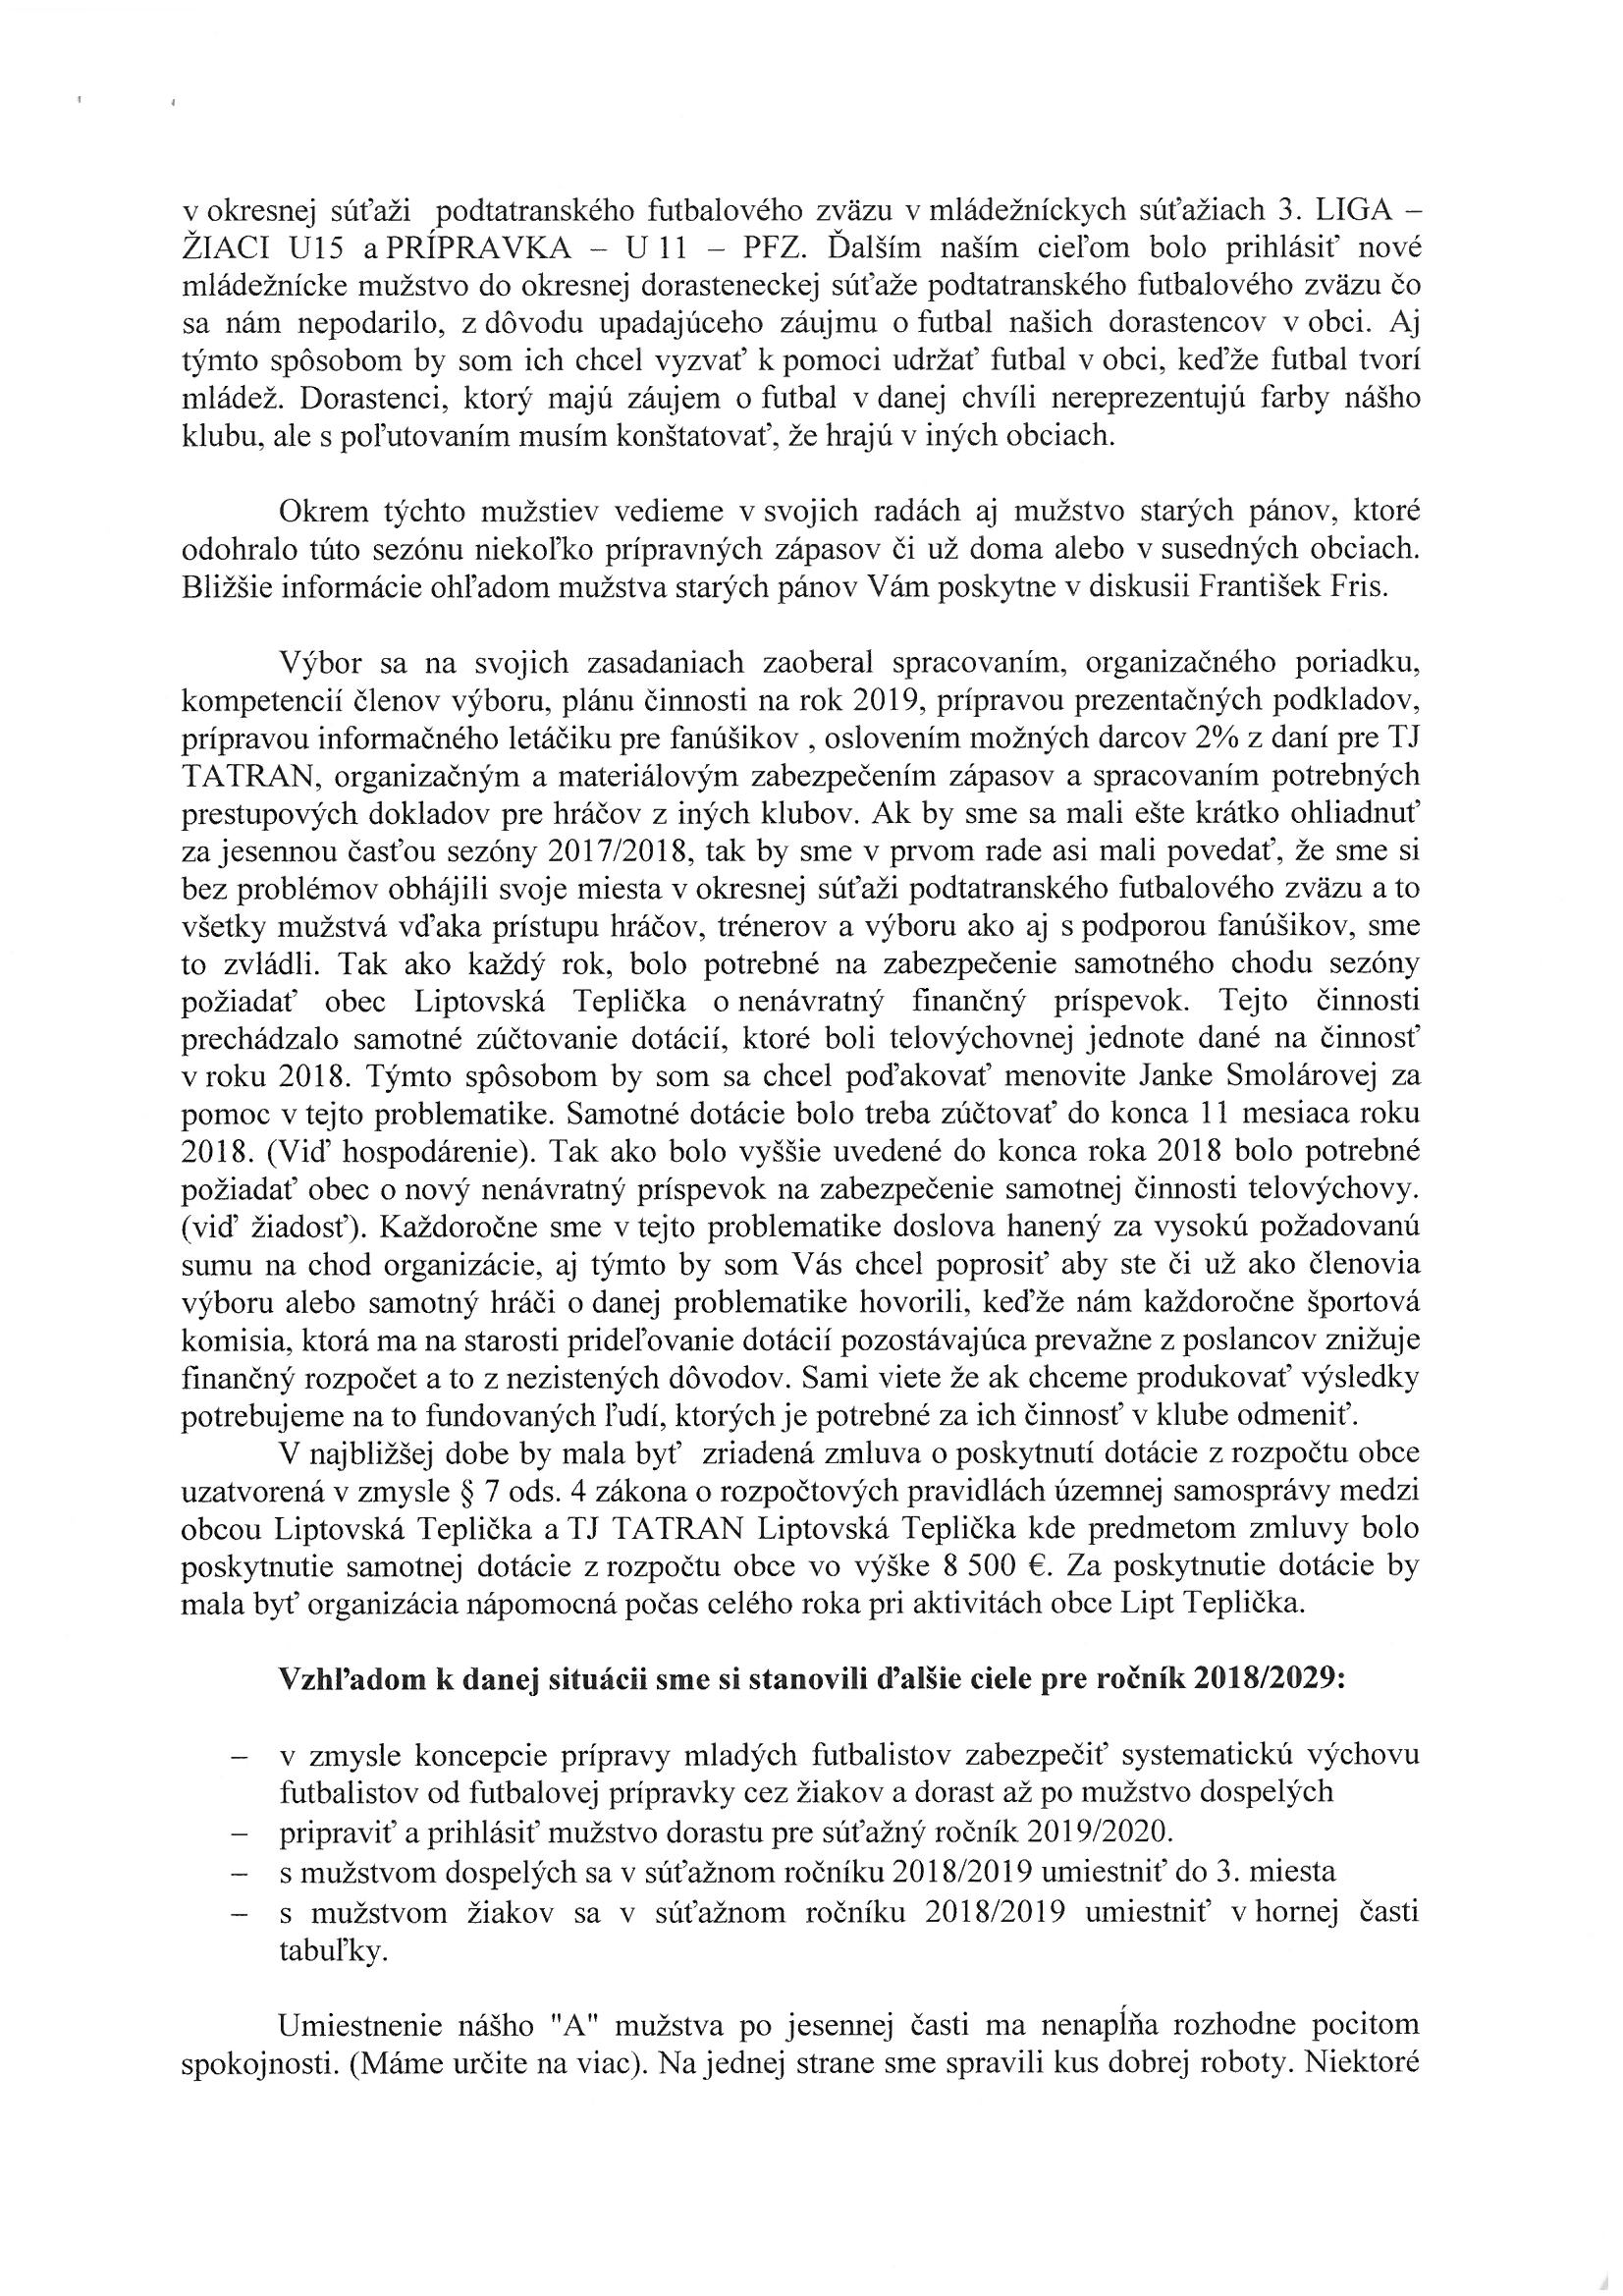 v okresnej súťaži podtatranského futbalového zväzu v mládežníckych súťažiach 3. LIGA –
ŽIACI U15 a PRÍPRAVKA – U 11 – PFZ. Ďalším naším cieľom bolo prihlásiť nové
mládežnícke mužstvo do okresnej dorasteneckej súťaže podtatranského futbalového zväzu čo
sa nám nepodarilo, z dôvodu upadajúceho záujmu o futbal našich dorastencov v obci. Aj
týmto spôsobom by som ich chcel vyzvať k pomoci udržať futbal v obci, keďže futbal tvorí
mládež. Dorastenci, ktorý majú záujem o futbal v danej chvíli nereprezentujú farby nášho
klubu, ale s poľutovaním musím konštatovať, že hrajú v iných obciach.
Okrem týchto mužstiev vedieme v svojich radách aj mužstvo starých pánov, ktoré
odohralo túto sezónu niekoľko prípravných zápasov či už doma alebo v susedných obciach.
Bližšie informácie ohľadom mužstva starých pánov Vám poskytne v diskusii František Fris.
Výbor sa na svojich zasadaniach zaoberal spracovaním, organizačného poriadku,
kompetencií členov výboru, plánu činnosti na rok 2019, prípravou prezentačných podkladov,
prípravou informačného letáčiku pre fanúšikov , oslovením možných darcov 2% z daní pre TJ
TATRAN, organizačným a materiálovým zabezpečením zápasov a spracovaním potrebných
prestupových dokladov pre hráčov z iných klubov. Ak by sme sa mali ešte krátko ohliadnuť
za jesennou časťou sezóny 2017/2018, tak by sme v prvom rade asi mali povedať, že sme si
bez problémov obhájili svoje miesta v okresnej súťaži podtatranského futbalového zväzu a to
všetky mužstvá vďaka prístupu hráčov, trénerov a výboru ako aj s podporou fanúšikov, sme
to zvládli. Tak ako každý rok, bolo potrebné na zabezpečenie samotného chodu sezóny
požiadať obec Liptovská Teplička o nenávratný finančný príspevok. Tejto činnosti
prechádzalo samotné zúčtovanie dotácií, ktoré boli telovýchovnej jednote dané na činnosť
v roku 2018. Týmto spôsobom by som sa chcel poďakovať menovite Janke Smolárovej za
pomoc v tejto problematike. Samotné dotácie bolo treba zúčtovať do konca 11 mesiaca roku
2018. (Viď hospodárenie). Tak ako bolo vyššie uvedené do konca roka 2018 bolo potrebné
požiadať obec o nový nenávratný príspevok na zabezpečenie samotnej činnosti telovýchovy.
(viď žiadosť). Každoročne sme v tejto problematike doslova hanený za vysokú požadovanú
sumu na chod organizácie, aj týmto by som Vás chcel poprosiť aby ste či už ako členovia
výboru alebo samotný hráči o danej problematike hovorili, keďže nám každoročne športová
komisia, ktorá ma na starosti prideľovanie dotácií pozostávajúca prevažne z poslancov znižuje
finančný rozpočet a to z nezistených dôvodov. Sami viete že ak chceme produkovať výsledky
potrebujeme na to fundovaných ľudí, ktorých je potrebné za ich činnosť v klube odmeniť.
V najbližšej dobe by mala byť zriadená zmluva o poskytnutí dotácie z rozpočtu obce
uzatvorená v zmysle § 7 ods. 4 zákona o rozpočtových pravidlách územnej samosprávy medzi
obcou Liptovská Teplička a TJ TATRAN Liptovská Teplička kde predmetom zmluvy bolo
poskytnutie samotnej dotácie z rozpočtu obce vo výške 8 500 €. Za poskytnutie dotácie by
mala byť organizácia nápomocná počas celého roka pri aktivitách obce Lipt Teplička.
Vzhľadom k danej situácii sme si stanovili ďalšie ciele pre ročník 2018/2029:
– v zmysle koncepcie prípravy mladých futbalistov zabezpečiť systematickú výchovu
futbalistov od futbalovej prípravky cez žiakov a dorast až po mužstvo dospelých
– pripraviť a prihlásiť mužstvo dorastu pre súťažný ročník 2019/2020.
– s mužstvom dospelých sa v súťažnom ročníku 2018/2019 umiestniť do 3. miesta
– s mužstvom žiakov sa v súťažnom ročníku 2018/2019 umiestniť v hornej časti
tabuľky.
Umiestnenie nášho "A" mužstva po jesennej časti ma nenapĺňa rozhodne pocitom
spokojnosti. (Máme určite na viac). Na jednej strane sme spravili kus dobrej roboty. Niektoré